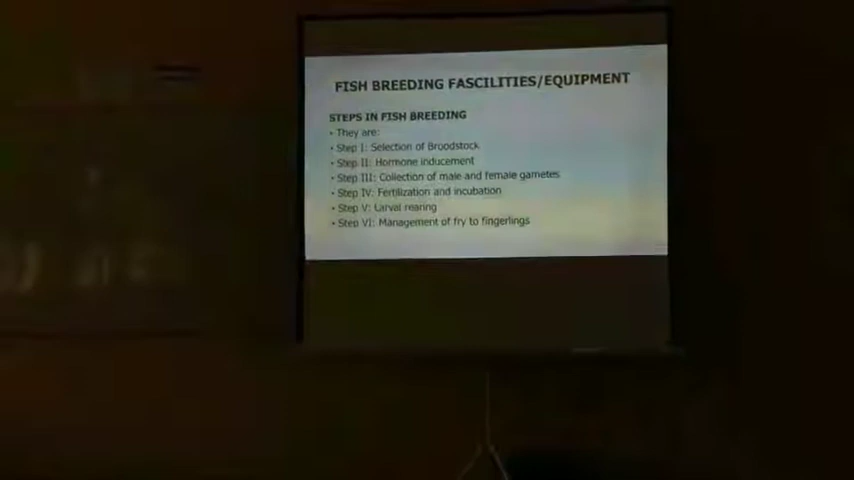 FISH BREEDING FASCILITIES/EQUIPMENT
STEPS IN FISH BREEDING
• They are:
• Step I: Selection of Broodstock
• Step II: Hormone inducement
• Step III: Collection of male and female gametes
• Step IV: Fertilization and incubation
• Step V: Larval rearing
• Step VI: Management of fry to fingerlings